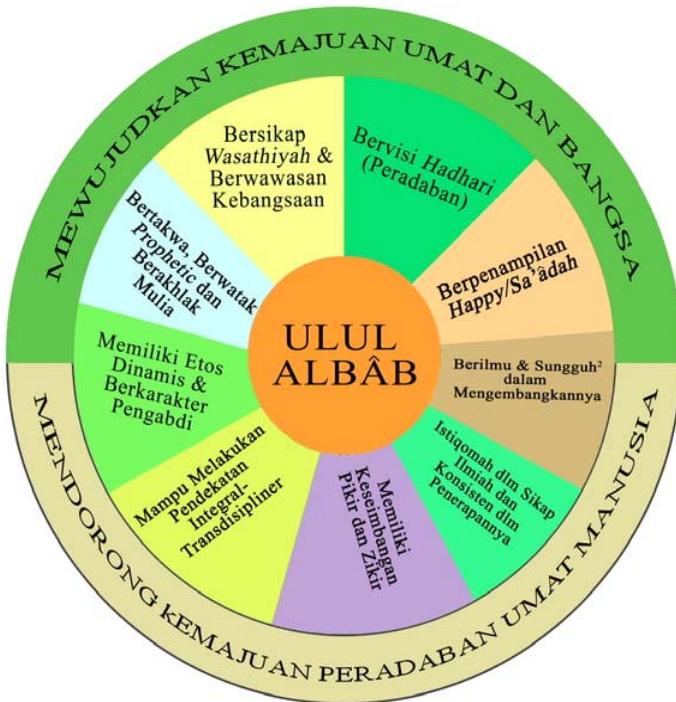 MEWUJUDKAN KEMAJUAN UMAT DAN BANGSA
Bersikap
Wasathiyah &
Berwawasan
Kebangsaan
Bervisi Hadhari
(Peradaban)
Berpenampilan
Happy/Sa'âdah
Berilmu & Sungguh²
dalam
Mengembangkannya
Istiqomah dlm Sikap
Ilmiah dan
Konsisten dlm
Penerapannya
Memiliki
Keseimbangan
Pikir dan Zikir
Mampu Melakukan
Pendekatan
Integral-
Transdisipliner
Memiliki Etos
Dinamis &
Berkarakter
Pengabdi
Bertakwa, Berwatak
Prophetic dan
Berakhlak
Mulia
ULUL
ALBÂB
MENDORONG KEMAJUAN PERADABAN UMAT MANUSIA